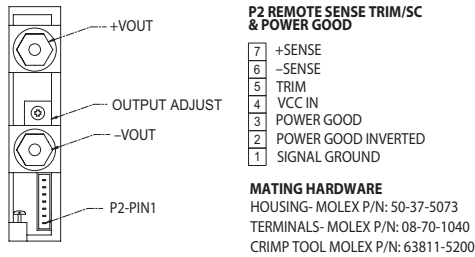 +VOUT
OUTPUT ADJUST
–VOUT
P2-PIN1
P2 REMOTE SENSE TRIM/SC
& POWER GOOD
7 +SENSE
6 –SENSE
5 TRIM
4 VCC IN
3 POWER GOOD
2 POWER GOOD INVERTED
1 SIGNAL GROUND
MATING HARDWARE
HOUSING- MOLEX P/N: 50-37-5073
TERMINALS- MOLEX P/N: 08-70-1040
CRIMP TOOL MOLEX P/N: 63811-5200